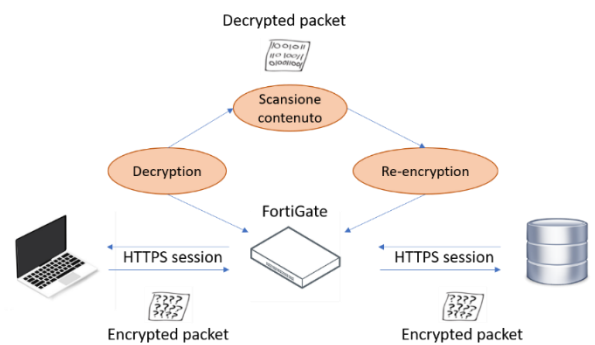 Decrypted packet
Scansione
contenuto
Decryption
Re-encryption
FortiGate
HTTPS session
HTTPS session
????
????
Encrypted packet
????
????
Encrypted packet